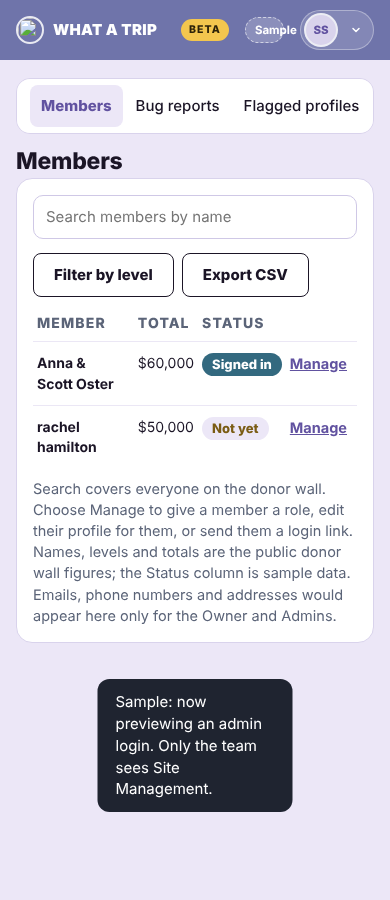 WHAT A TRIP BETA Sample SS
Members Bug reports Flagged profiles
Members
Search members by name
Filter by level Export CSV
MEMBER TOTAL STATUS
Anna & $60,000 Signed in Manage
Scott Oster
rachel $50,000 Not yet Manage
hamilton
Search covers everyone on the donor wall.
Choose Manage to give a member a role, edit
their profile for them, or send them a login link.
Names, levels and totals are the public donor
wall figures; the Status column is sample data.
Emails, phone numbers and addresses would
appear here only for the Owner and Admins.
Sample: now
previewing an admin
login. Only the team
sees Site
Management.